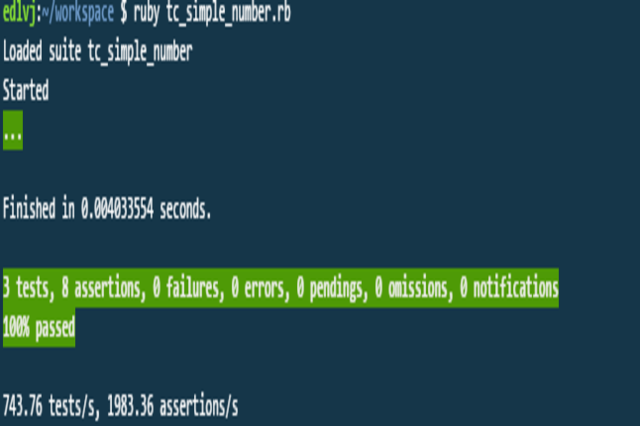 edlvj:~/workspace $ ruby tc_simple_number.rb
Loaded suite tc_simple_number
Started
...
Finished in 0.004033554 seconds.
3 tests, 8 assertions, 0 failures, 0 errors, 0 pendings, 0 omissions, 0 notifications
100% passed
743.76 tests/s, 1983.36 assertions/s